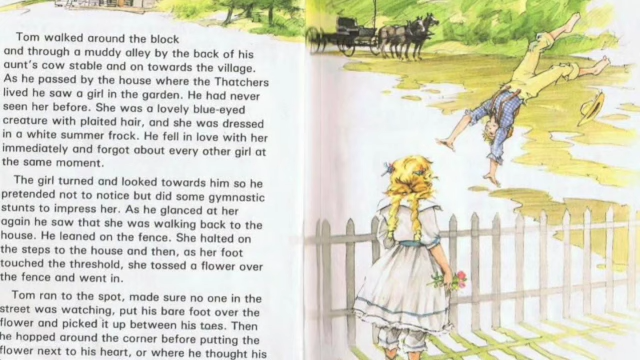 Tom walked around the block
and through a muddy alley by the back of his
aunt's cow stable and on towards the village.
As he passed by the house where the Thatchers
lived he saw a girl in the garden. He had never
seen her before. She was a lovely blue-eyed
creature with plaited hair, and she was dressed
in a white summer frock. He fell in love with her
immediately and forgot about every other girl at
the same moment.
The girl turned and looked towards him so he
pretended not to notice but did some gymnastic
stunts to impress her. As he glanced at her
again he saw that she was walking back to the
house. He leaned on the fence. She halted on
the steps to the house and then, as her foot
touched the threshold, she tossed a flower over
the fence and went in.
Tom ran to the spot, made sure no one in the
street was watching, put his bare foot over the
flower and picked it up between his toes. Then
he hopped around the corner before putting the
flower next to his heart, or where he thought his